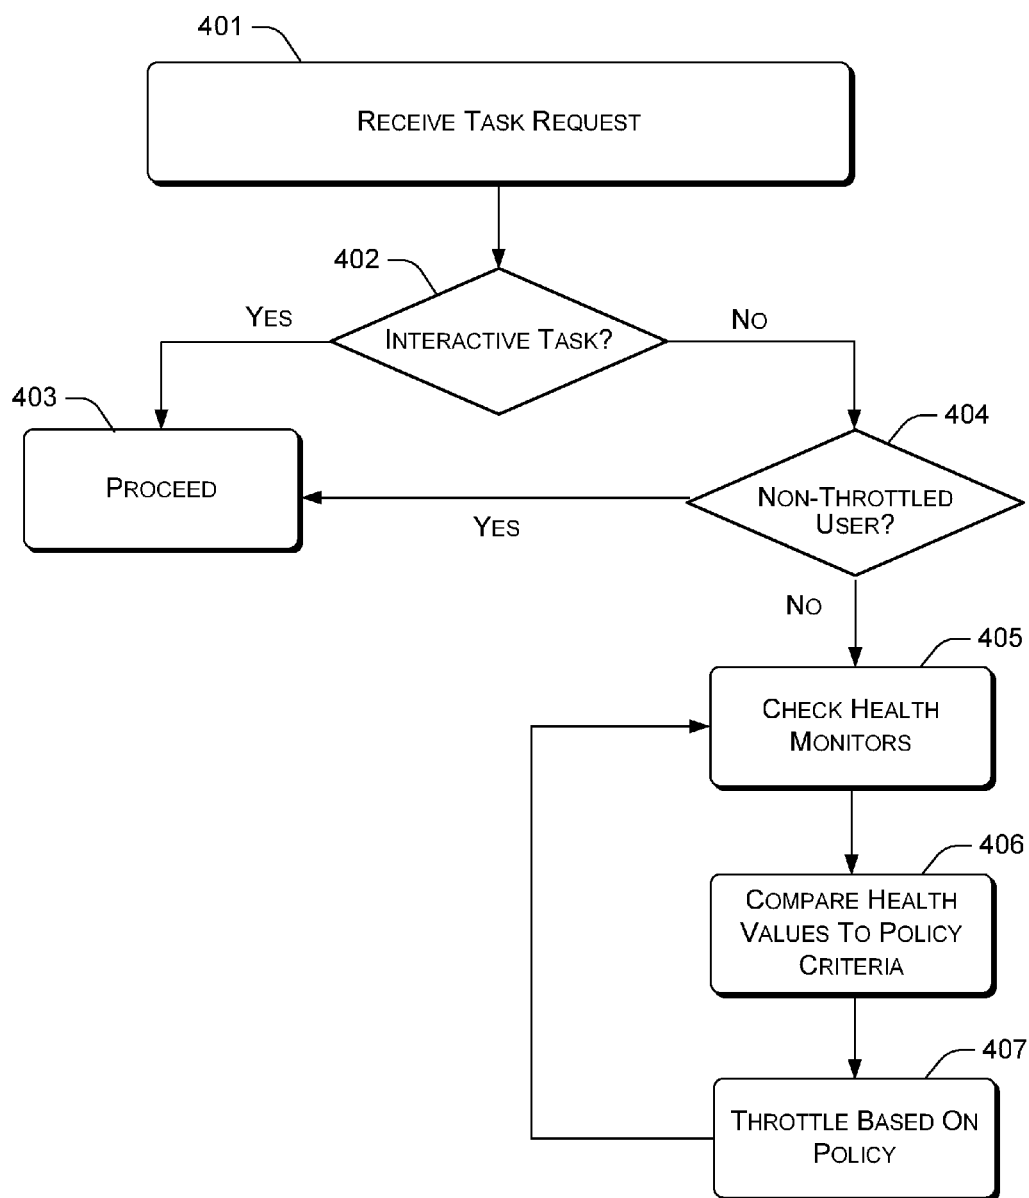 401
RECEIVE TASK REQUEST
402
YES
INTERACTIVE TASK?
NO
403
PROCEED
404
NON-THROTTLED
USER?
YES
NO
405
CHECK HEALTH
MONITORS
406
COMPARE HEALTH
VALUES TO POLICY
CRITERIA
407
THROTTLE BASED ON
POLICY